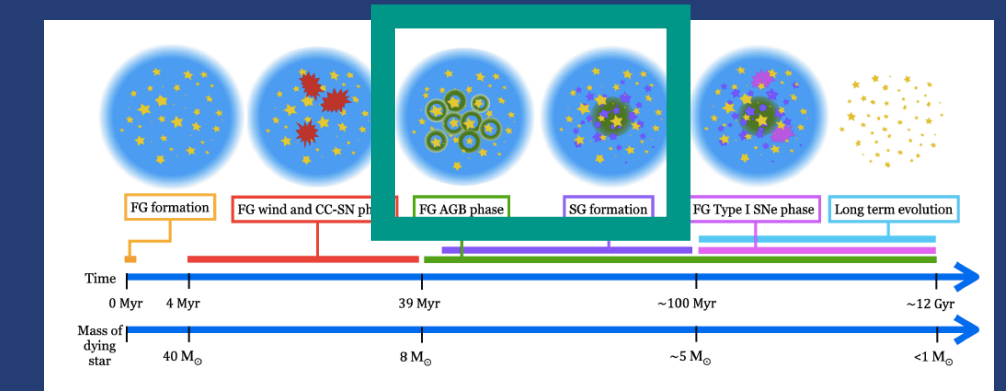 FG formation
FG wind and CC-SN ph
FG AGB phase
SG formation
FG Type I SNe phase
Long term evolution
Time
0 Myr
4 Myr
39 Myr
~100 Myr
~12 Gyr
Mass of
dying
star
40 M☉
8 M☉
~5 M☉
<1 M☉